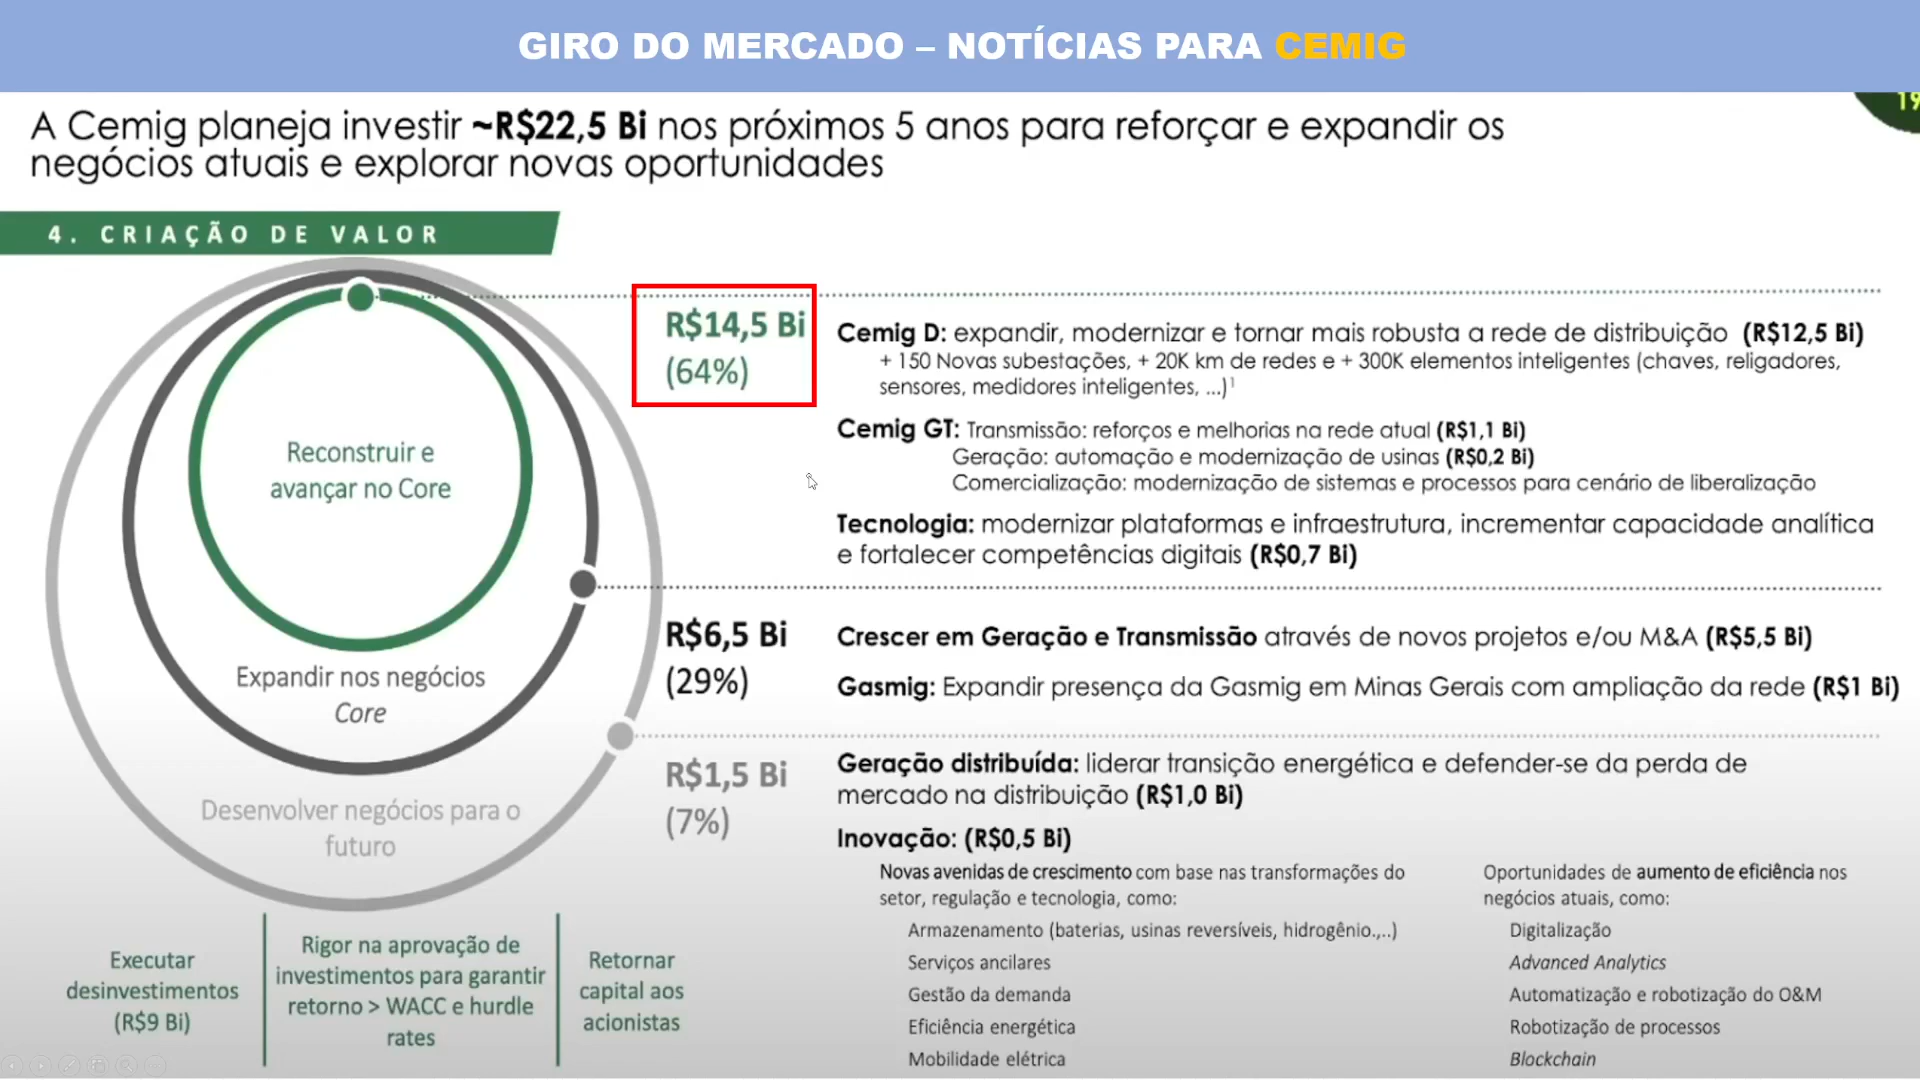 GIRO DO MERCADO – NOTÍCIAS PARA CEMIG
19
A Cemig planeja investir ~R$22,5 Bi nos próximos 5 anos para reforçar e expandir os
negócios atuais e explorar novas oportunidades
4. CRIAÇÃO DE VALOR
Reconstruir e
avançar no Core
Expandir nos negócios
Core
Desenvolver negócios para o
futuro
R$14,5 Bi
(64%)
Cemig D: expandir, modernizar e tornar mais robusta a rede de distribuição (R$12,5 Bi)
+ 150 Novas subestações, + 20K km de redes e + 300K elementos inteligentes (chaves, religadores,
sensores, medidores inteligentes, ...)¹
Cemig GT: Transmissão: reforços e melhorias na rede atual (R$1,1 Bi)
Geração: automação e modernização de usinas (R$0,2 Bi)
Comercialização: modernização de sistemas e processos para cenário de liberalização
Tecnologia: modernizar plataformas e infraestrutura, incrementar capacidade analítica
e fortalecer competências digitais (R$0,7 Bi)
R$6,5 Bi
(29%)
Crescer em Geração e Transmissão através de novos projetos e/ou M&A (R$5,5 Bi)
Gasmig: Expandir presença da Gasmig em Minas Gerais com ampliação da rede (R$1 Bi)
R$1,5 Bi
(7%)
Geração distribuída: liderar transição energética e defender-se da perda de
mercado na distribuição (R$1,0 Bi)
Inovação: (R$0,5 Bi)
Novas avenidas de crescimento com base nas transformações do
setor, regulação e tecnologia, como:
Armazenamento (baterias, usinas reversíveis, hidrogênio.,..)
Serviços ancilares
Gestão da demanda
Eficiência energética
Mobilidade elétrica
Oportunidades de aumento de eficiência nos
negócios atuais, como:
Digitalização
Advanced Analytics
Automatização e robotização do O&M
Robotização de processos
Blockchain
Executar
desinvestimentos
(R$9 Bi)
Rigor na aprovação de
investimentos para garantir
retorno > WACC e hurdle
rates
Retornar
capital aos
acionistas